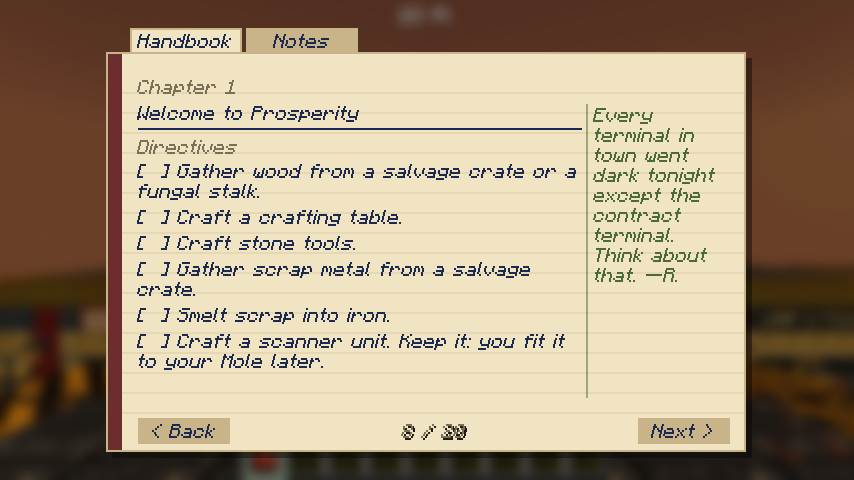 Handbook
Notes
Chapter 1
Welcome to Prosperity
Directives
[ ] Gather wood from a salvage crate or a
fungal stalk.
[ ] Craft a crafting table.
[ ] Craft stone tools.
[ ] Gather scrap metal from a salvage
crate.
[ ] Smelt scrap into iron.
[ ] Craft a scanner unit. Keep it: you fit it
to your Mole later.
Every
terminal in
town went
dark tonight
except the
contract
terminal.
Think about
that. —R.
< Back
/ 20
Next >